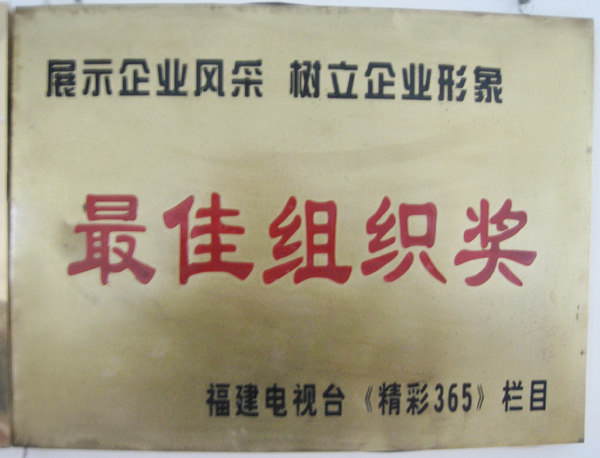 展示企业风采 树立企业形象
最佳组织奖
福建电视台《精彩365》栏目